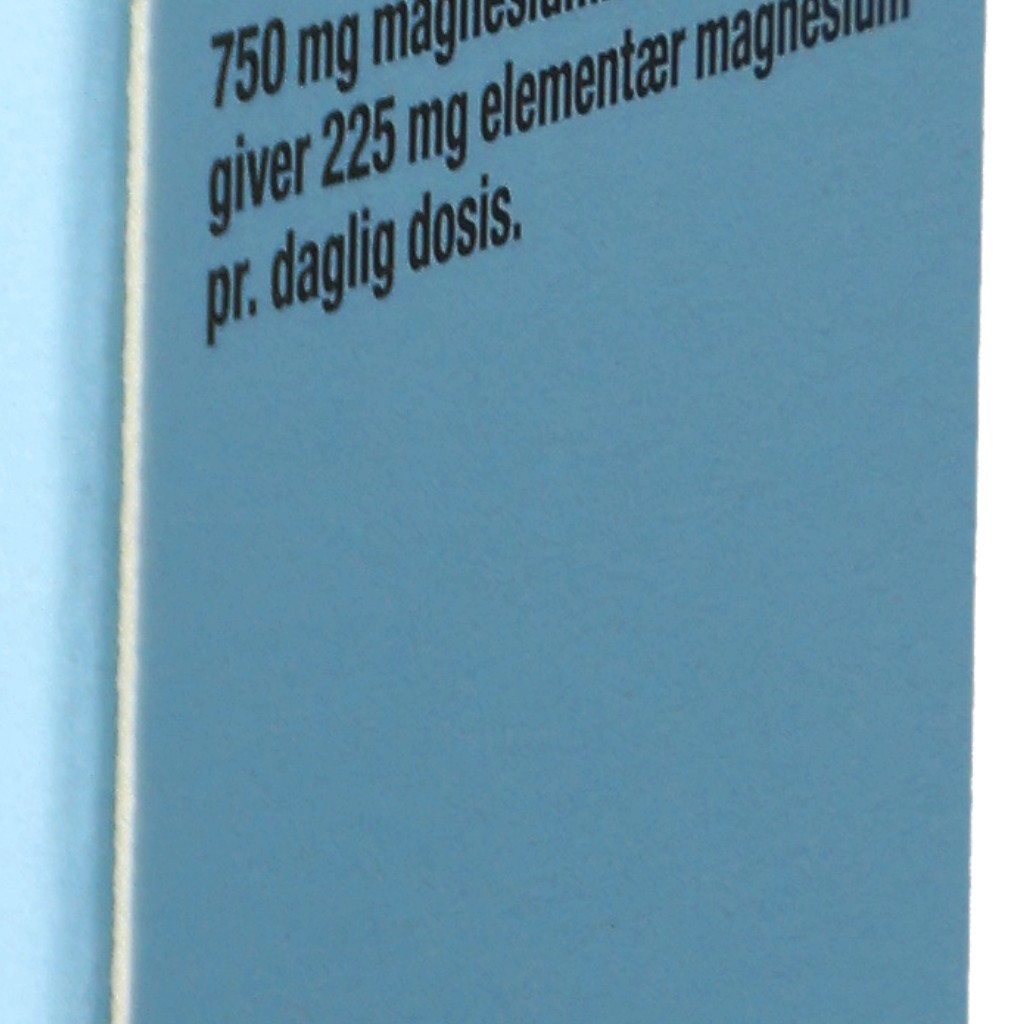 750 mg
giver 225 mg elementær magnesium
pr. daglig dosis.